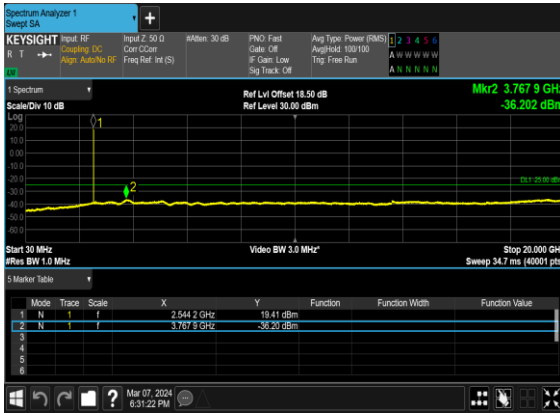 Spectrum Analyzer 1
Swept SA
+
KEYSIGHT Input: RF Input Z: 50 Ω #Atten: 30 dB PNO: Fast Avg Type: Power (RMS) 1 2 3 4 5 6
R T Coupling: DC Corr CCorr Gate: Off Avg|Hold: 100/100 A W W W W W
Align: Auto/No RF Freq Ref: Int (S) IF Gain: Low Trig: Free Run
Sig Track: Off A N N N N N
1 Spectrum Ref Lvl Offset 18.50 dB Mkr2 3.767 9 GHz
Scale/Div 10 dB Ref Level 30.00 dBm -36.202 dBm
Log
1
20.0
10.0
0.00
-10.0
-20.0
DL1 -25.00 dBm
-30.0
2
-40.0
-50.0
-60.0
Start 30 MHz Video BW 3.0 MHz* Stop 20.000 GHz
#Res BW 1.0 MHz Sweep 34.7 ms (40001 pts)
5 Marker Table
Mode Trace Scale X Y Function Function Width Function Value
1 N 1 f 2.544 2 GHz 19.41 dBm
2 N 1 f 3.767 9 GHz -36.20 dBm
3
4
5
6
? Mar 07, 2024
6:31:22 PM